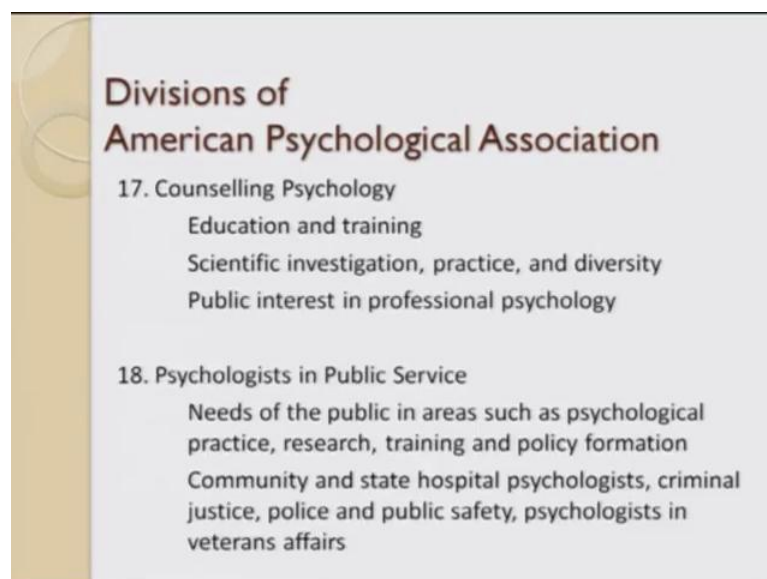 Divisions of
American Psychological Association
17. Counselling Psychology
Education and training
Scientific investigation, practice, and diversity
Public interest in professional psychology
18. Psychologists in Public Service
Needs of the public in areas such as psychological
practice, research, training and policy formation
Community and state hospital psychologists, criminal
justice, police and public safety, psychologists in
veterans affairs